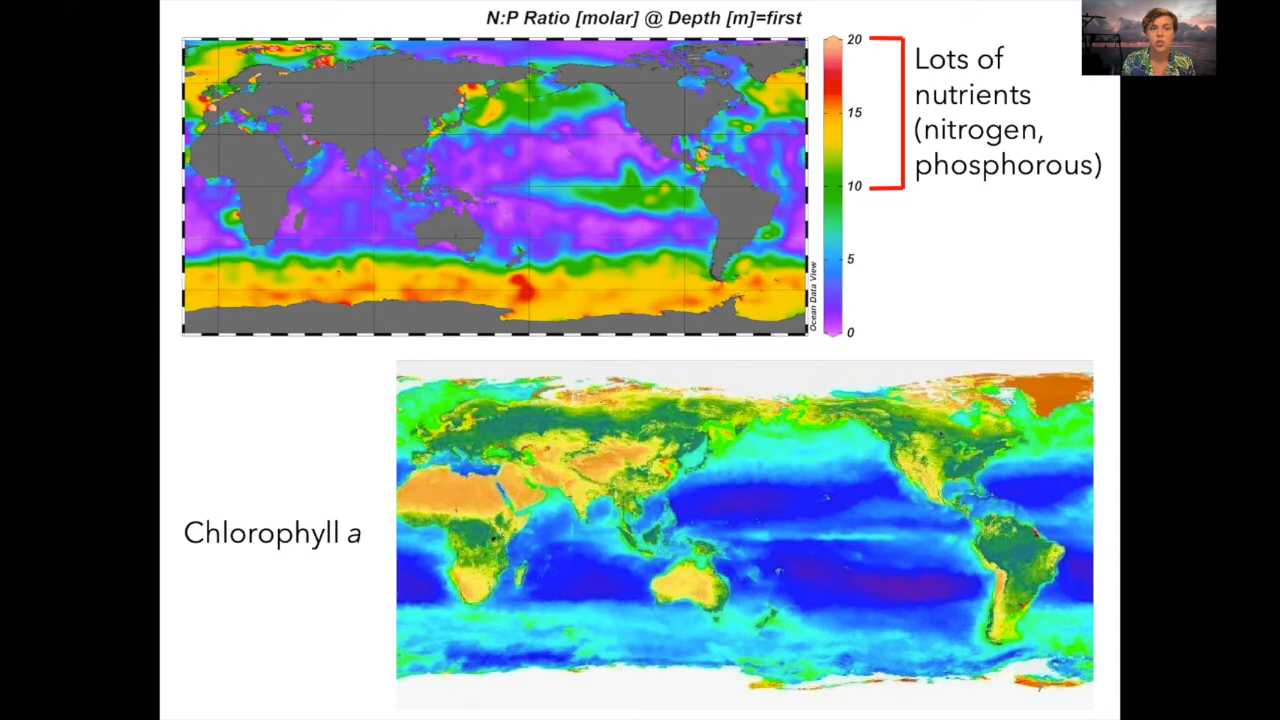 N:P Ratio [molar] @ Depth [m]=first
20
15
10
5
0
Ocean Data View
Lots of
nutrients
(nitrogen,
phosphorous)
Chlorophyll a